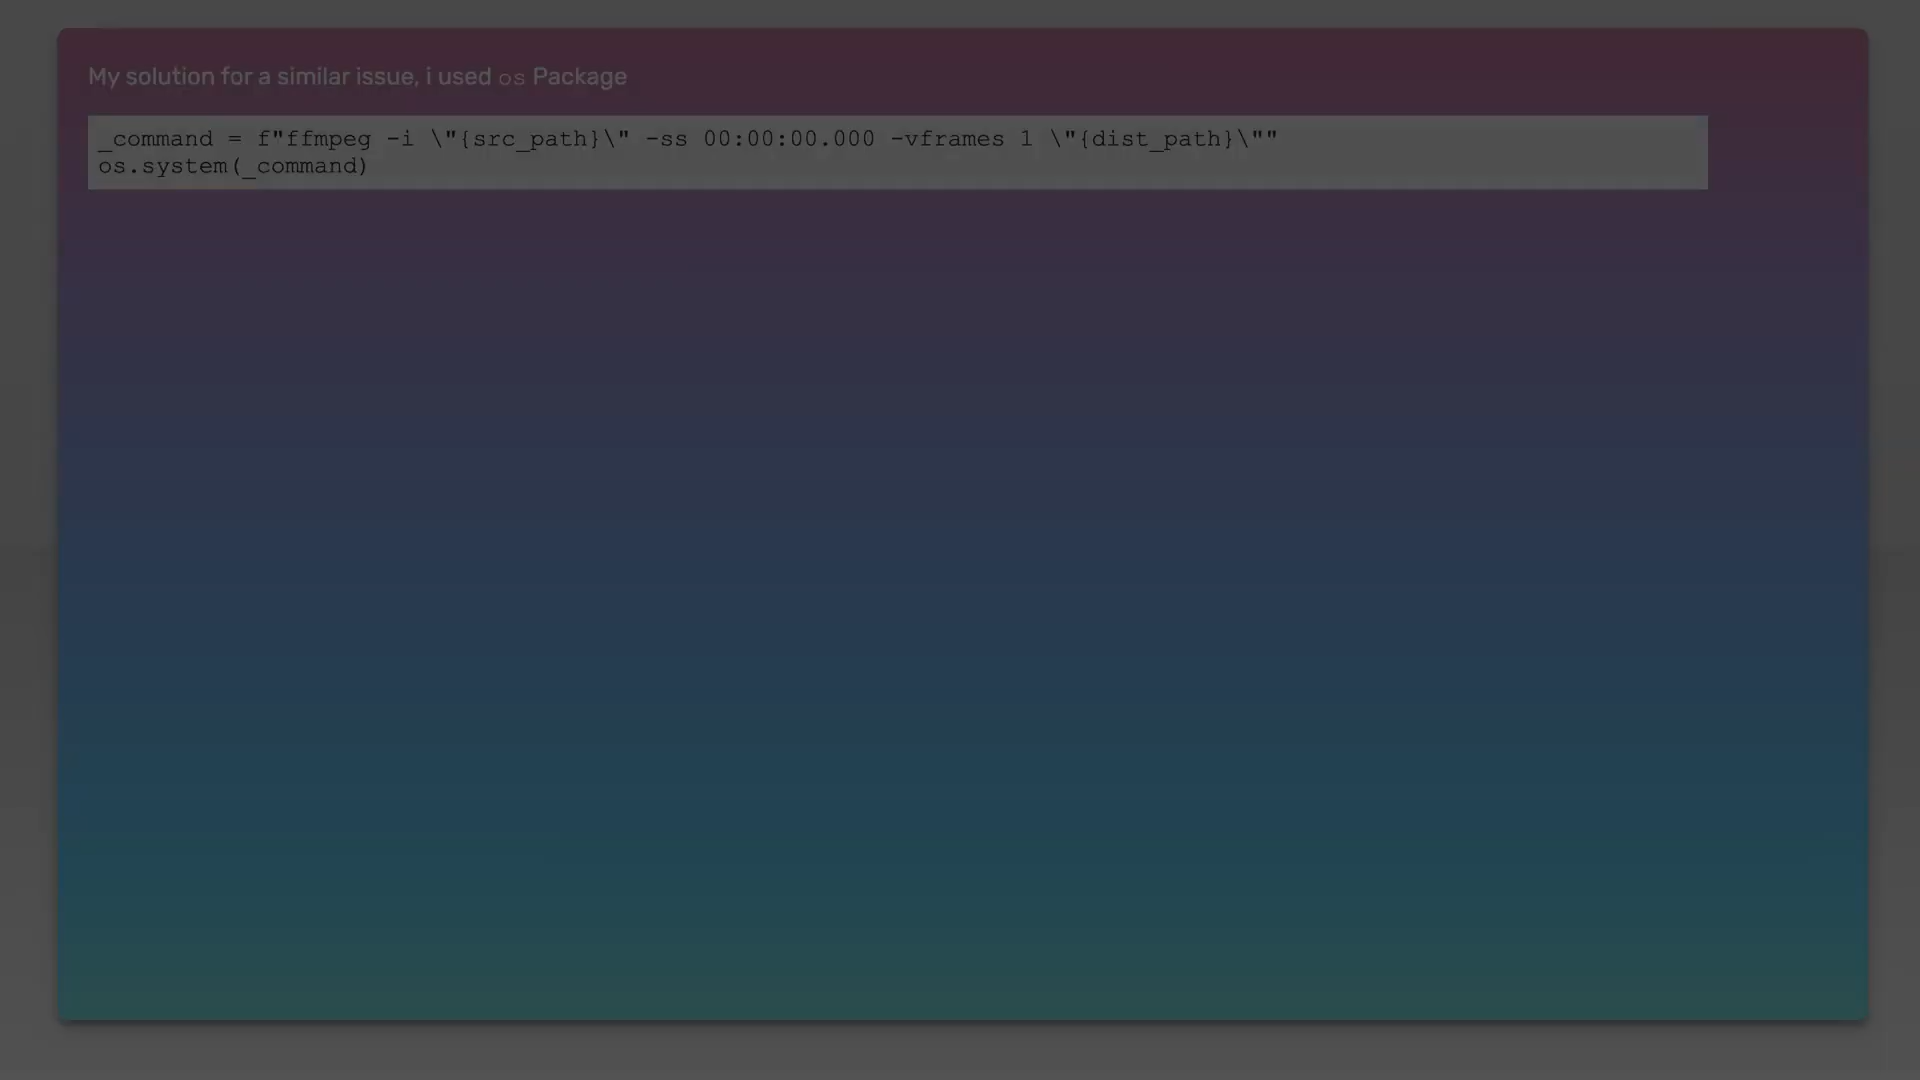 My solution for a similar issue, i used os Package
_command = f"ffmpeg -i \"{src_path}\" -ss 00:00:00.000 -vframes 1 \"{dist_path}\""
os.system(_command)